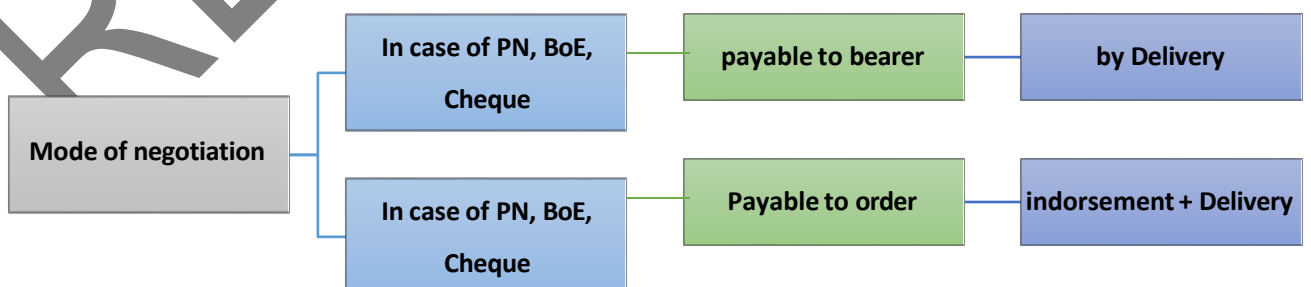 In case of PN, BoE,
Cheque
payable to bearer
by Delivery
Mode of negotiation
In case of PN, BoE,
Cheque
Payable to order
indorsement + Delivery